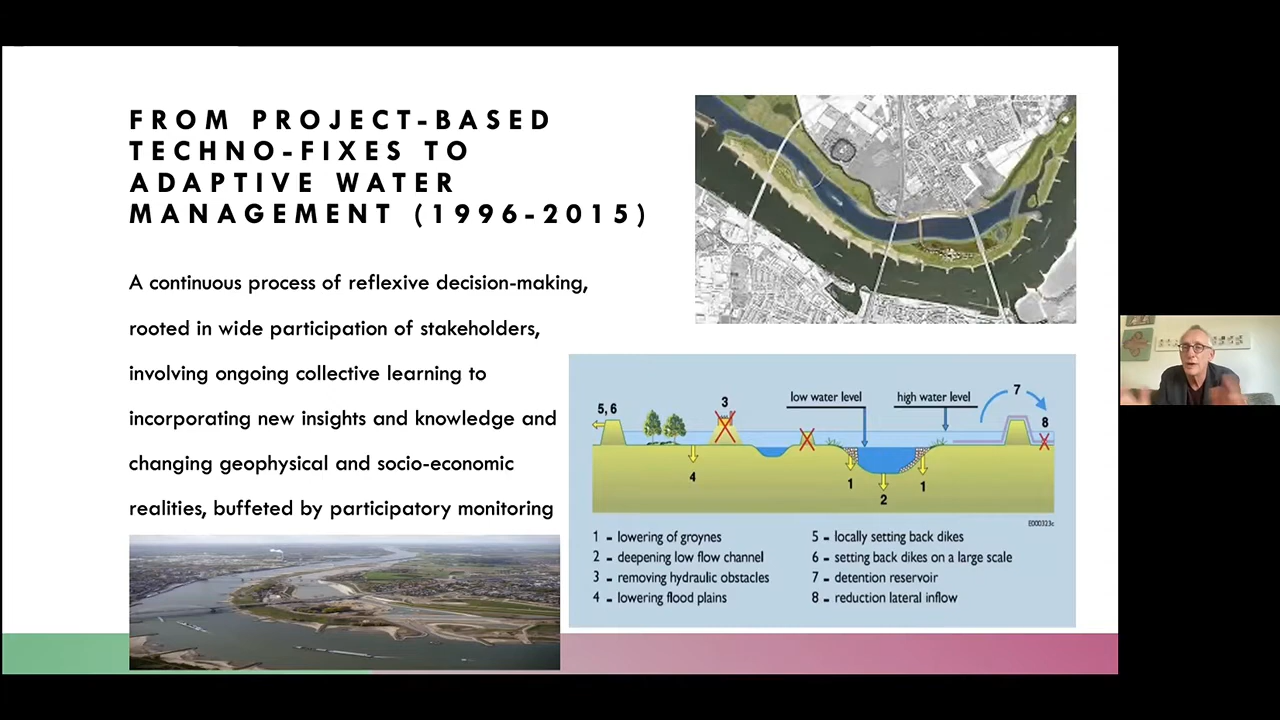 FROM PROJECT-BASED
TECHNO-FIXES TO
ADAPTIVE WATER
MANAGEMENT (1996-2015)
A continuous process of reflexive decision-making,
rooted in wide participation of stakeholders,
involving ongoing collective learning to
incorporating new insights and knowledge and
changing geophysical and socio-economic
realities, buffeted by participatory monitoring
5, 6
3
low water level
high water level
7
8
4
1
2
1
E000323c
1 - lowering of groynes
2 - deepening low flow channel
3 - removing hydraulic obstacles
4 - lowering flood plains
5 - locally setting back dikes
6 - setting back dikes on a large scale
7 - detention reservoir
8 - reduction lateral inflow